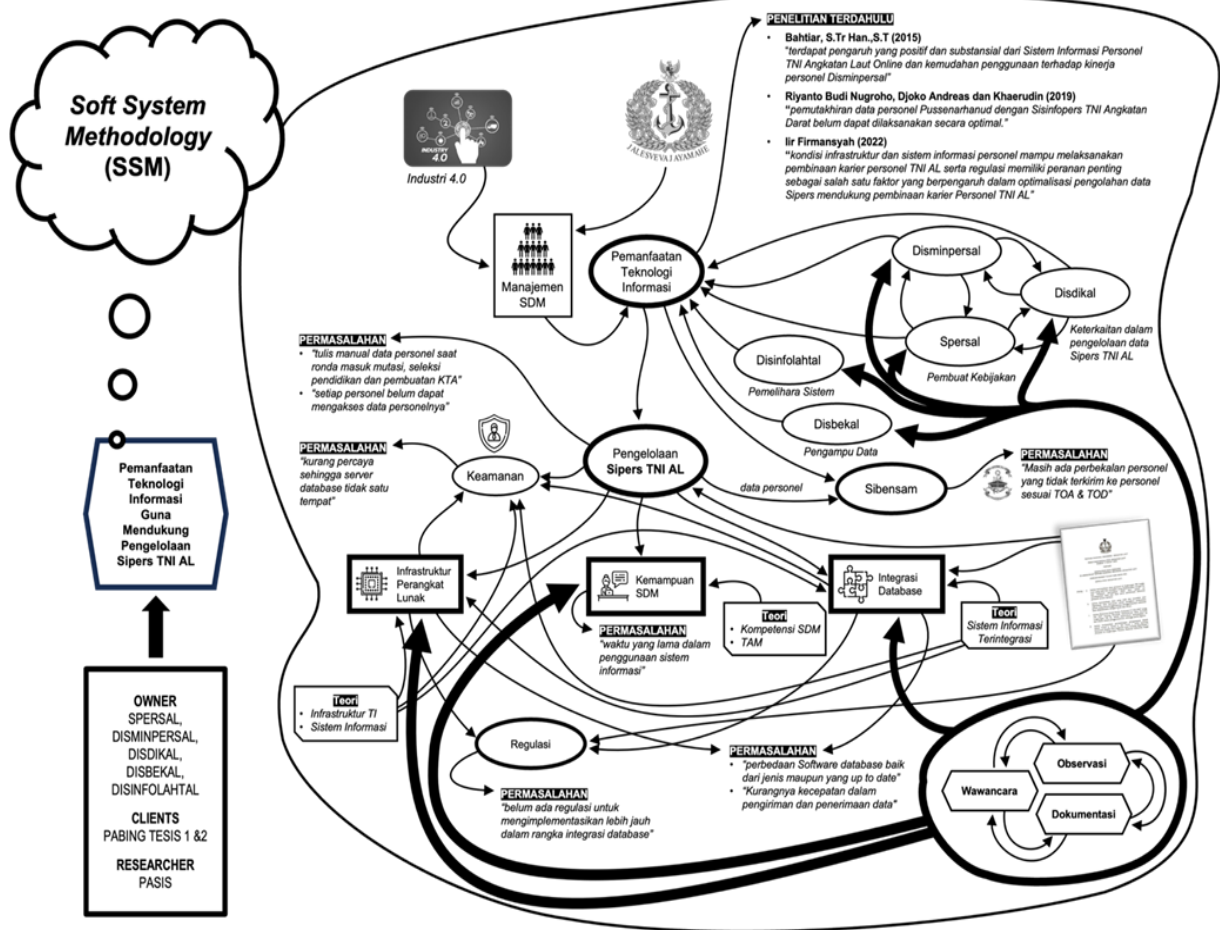 Soft System
Methodology
(SSM)
Pemanfaatan
Teknologi
Informasi
Guna
Mendukung
Pengelolaan
Sipers TNI AL
OWNER
SPERSAL,
DISMINPERSAL,
DISDIKAL,
DISBEKAL,
DISINFOLAHTAL
CLIENTS
PABING TESIS 1 &2
RESEARCHER
PASIS
INDUSTRY
4.0
Industri 4.0
JALESVEVA JAYAMAHE
PENELITIAN TERDAHULU
• Bahtiar, S.Tr Han.,S.T (2015)
"terdapat pengaruh yang positif dan substansial dari Sistem Informasi Personel
TNI Angkatan Laut Online dan kemudahan penggunaan terhadap kinerja
personel Disminpersal"
• Riyanto Budi Nugroho, Djoko Andreas dan Khaerudin (2019)
"pemutakhiran data personel Pussenarhanud dengan Sisinfopers TNI Angkatan
Darat belum dapat dilaksanakan secara optimal."
• Iir Firmansyah (2022)
"kondisi infrastruktur dan sistem informasi personel mampu melaksanakan
pembinaan karier personel TNI AL serta regulasi memiliki peranan penting
sebagai salah satu faktor yang berpengaruh dalam optimalisasi pengolahan data
Sipers mendukung pembinaan karier Personel TNI AL"
Manajemen
SDM
Pemanfaatan
Teknologi
Informasi
Disminpersal
Disdikal
Spersal
Keterkaitan dalam
pengelolaan data
Sipers TNI AL
Pembuat Kebijakan
Disinfolahtal
Pemelihara Sistem
Disbekal
Pengampu Data
PERMASALAHAN
• "tulis manual data personel saat
ronda masuk mutasi, seleksi
pendidikan dan pembuatan KTA"
• "setiap personel belum dapat
mengakses data personelnya"
PERMASALAHAN
"kurang percaya
sehingga server
database tidak satu
tempat"
Keamanan
Pengelolaan
Sipers TNI AL
data personel
Sibensam
PERMASALAHAN
"Masih ada perbekalan personel
yang tidak terkirim ke personel
sesuai TOA & TOD"
Infrastruktur
Perangkat
Lunak
Kemampuan
SDM
Integrasi
Database
PERMASALAHAN
"waktu yang lama dalam
penggunaan sistem
informasi"
Teori
• Kompetensi SDM
• TAM
Teori
Sistem Informasi
Terintegrasi
Teori
• Infrastruktur TI
• Sistem Informasi
Regulasi
PERMASALAHAN
"belum ada regulasi untuk
mengimplementasikan lebih jauh
dalam rangka integrasi database"
PERMASALAHAN
• "perbedaan Software database baik
dari jenis maupun yang up to date"
• "Kurangnya kecepatan dalam
pengiriman dan penerimaan data"
Observasi
Wawancara
Dokumentasi